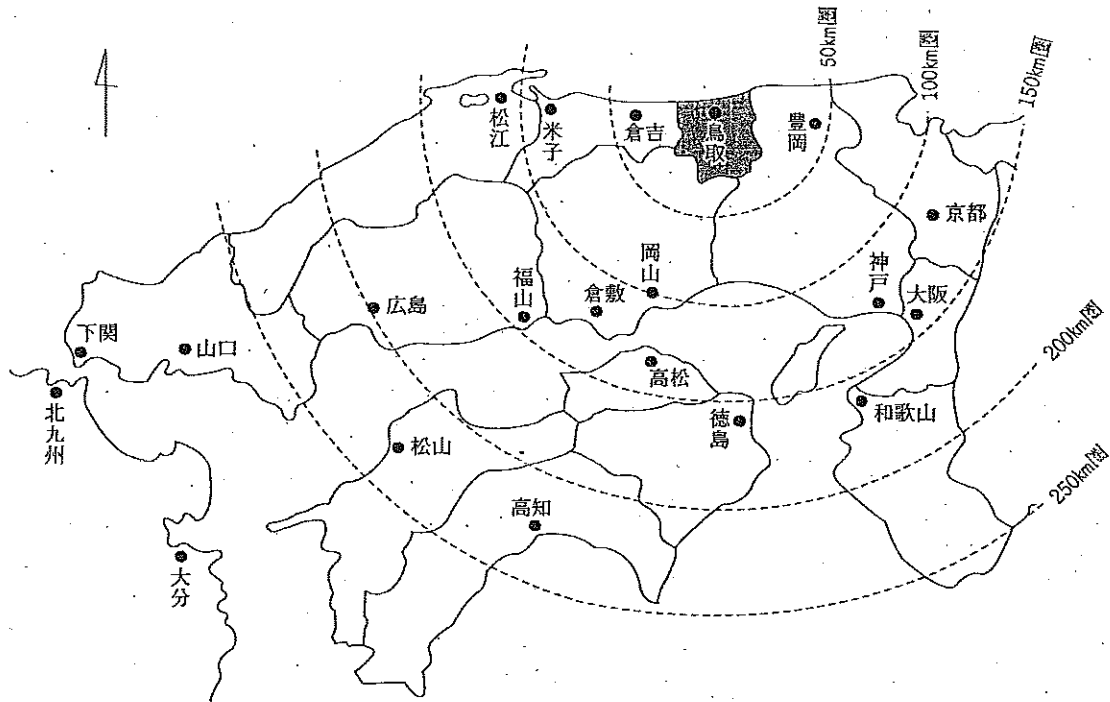 50km圏
100km圏
150km圏
200km圏
250km圏
松江
米子
倉吉
鳥取
豊岡
京都
岡山
神戸
大阪
福山
倉敷
広島
下関
山口
高松
北九州
徳島
和歌山
松山
高知
大分